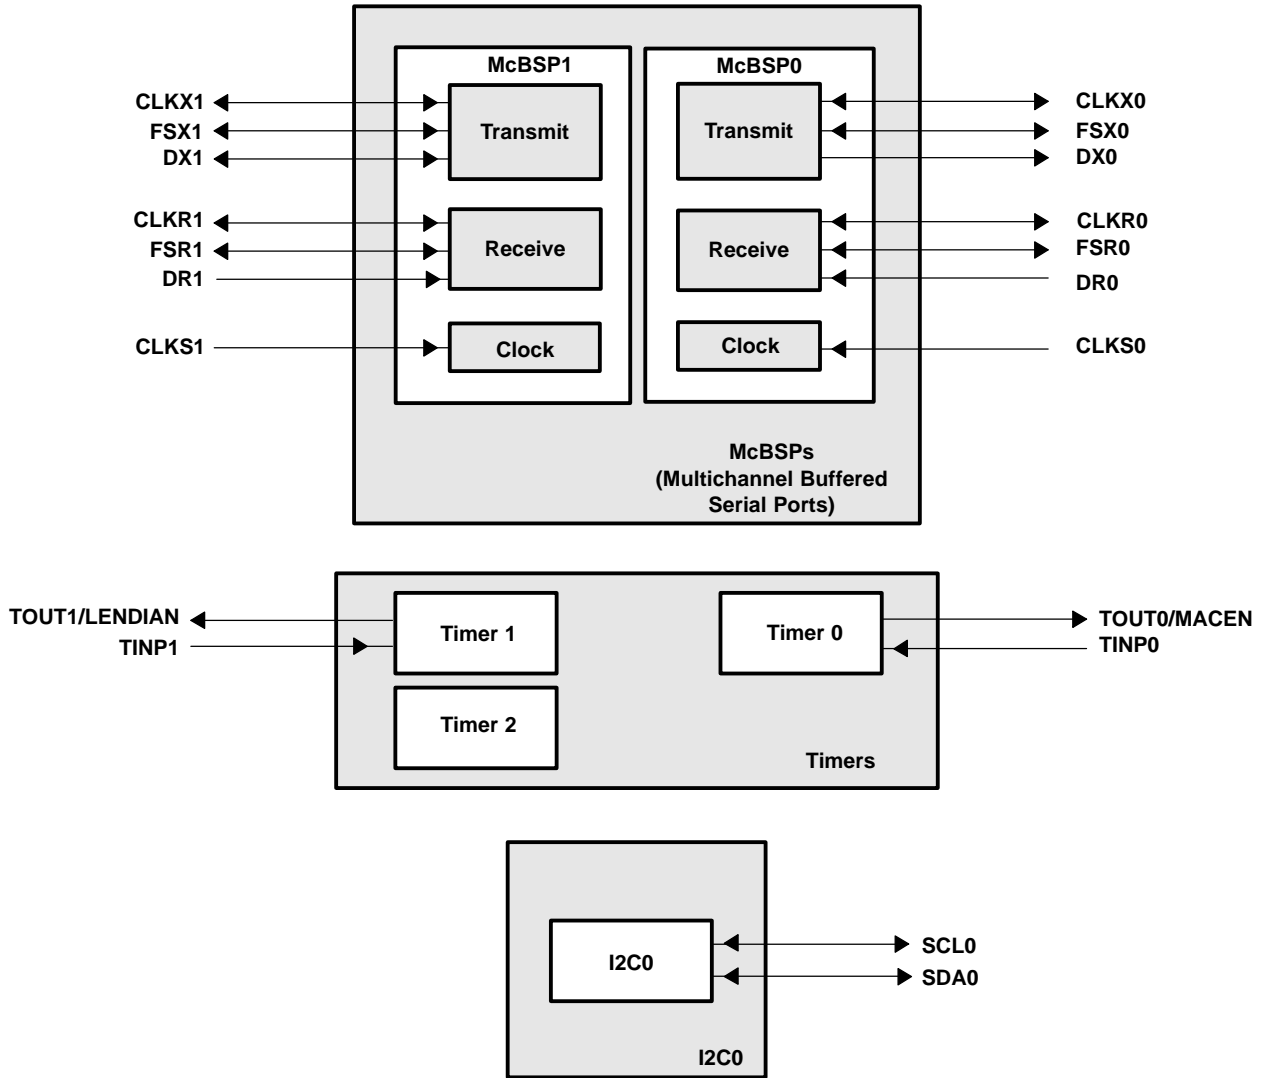 McBSP1
McBSP0
CLKX1
FSX1
DX1
Transmit
Transmit
CLKX0
FSX0
DX0
CLKR1
FSR1
DR1
Receive
Receive
CLKR0
FSR0
DR0
CLKS1
Clock
Clock
CLKS0
McBSPs
(Multichannel Buffered
Serial Ports)
TOUT1/LENDIAN
TINP1
Timer 1
Timer 0
TOUT0/MACEN
TINP0
Timer 2
Timers
I2C0
SCL0
SDA0
I2C0